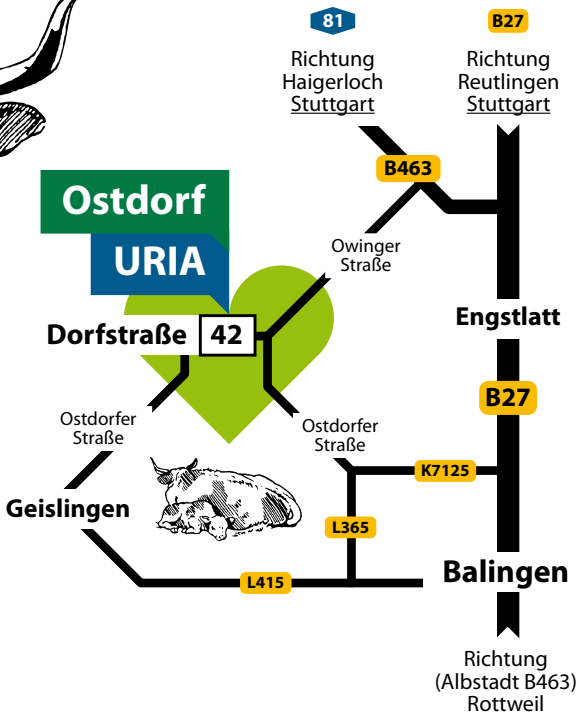 81
Richtung
Haigerloch
Stuttgart
B27
Richtung
Reutlingen
Stuttgart
B463
Ostdorf
URIA
Owinger
Straße
Dorfstraße 42
Engstlatt
B27
Ostdorfer
Straße
Ostdorfer
Straße
K7125
Geislingen
L365
L415
Balingen
Richtung
(Albstadt B463)
Rottweil